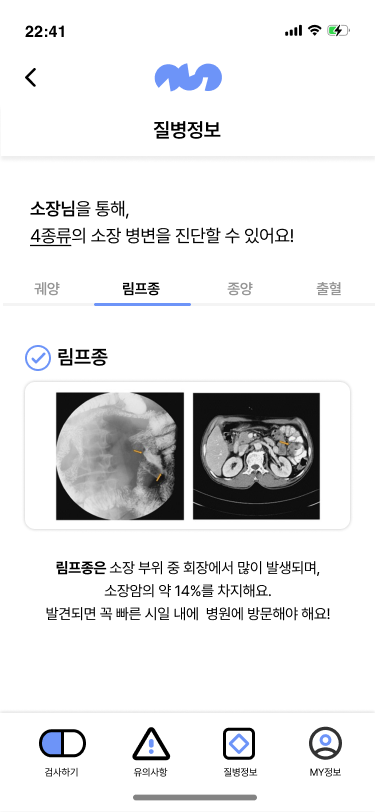 22:41
질병정보
소장님을 통해,
4종류의 소장 병변을 진단할 수 있어요!
궤양 림프종 종양 출혈
림프종
림프종은 소장 부위 중 회장에서 많이 발생되며,
소장암의 약 14%를 차지해요.
발견되면 꼭 빠른 시일 내에 병원에 방문해야 해요!
검사하기 유의사항 질병정보 MY정보